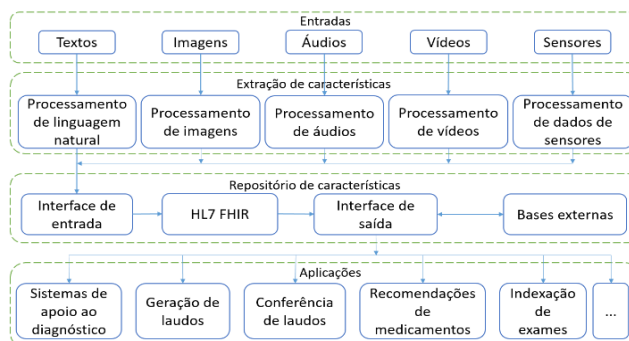 Entradas
Textos
Imagens
Áudios
Vídeos
Sensores
Extração de características
Processamento
de linguagem
natural
Processamento
de imagens
Processamento
de áudios
Processamento
de vídeos
Processamento
de dados de
sensores
Repositório de características
Interface de
entrada
HL7 FHIR
Interface de
saída
Bases externas
Aplicações
Sistemas de
apoio ao
diagnóstico
Geração de
laudos
Conferência
de laudos
Recomendações
de
medicamentos
Indexação
de
exames
...